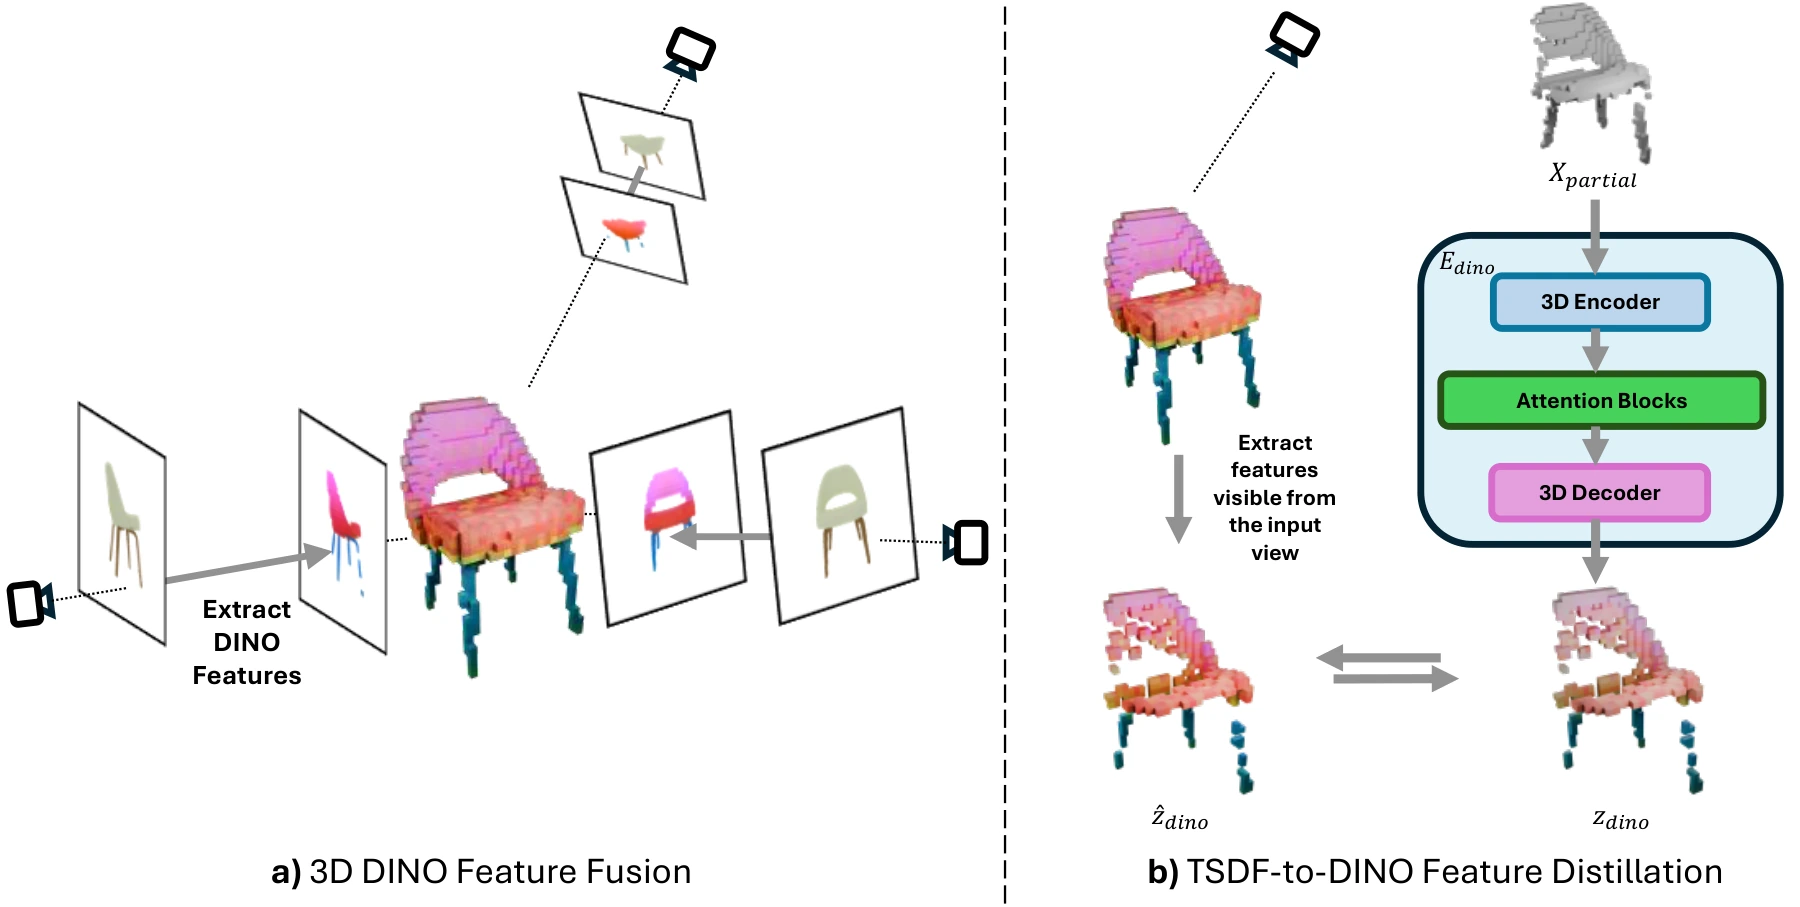 Extract
DINO
Features
a) 3D DINO Feature Fusion
X_partial
E_dino
3D Encoder
Attention Blocks
3D Decoder
Extract
features
visible from
the input
view
ẑ_dino
z_dino
b) TSDF-to-DINO Feature Distillation